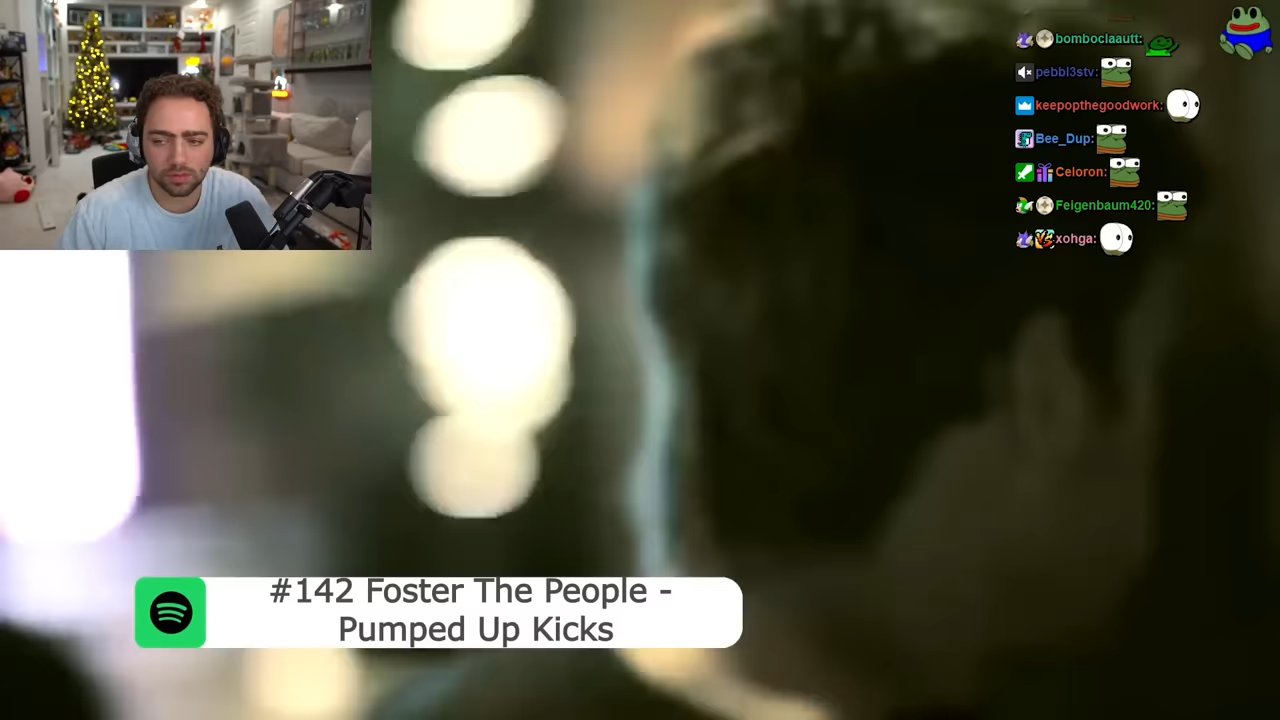 bomboclaautt:
pebbl3stv:
keepopthegoodwork:
Bee_Dup:
Celoron:
Feigenbaum420:
xohga:
#142 Foster The People -
Pumped Up Kicks